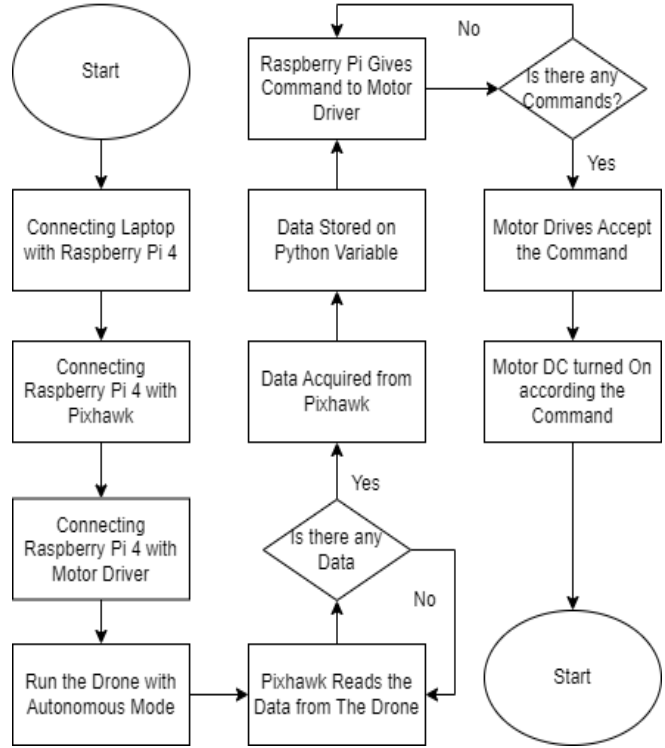 Start
Connecting Laptop
with Raspberry Pi 4
Connecting
Raspberry Pi 4 with
Pixhawk
Connecting
Raspberry Pi 4 with
Motor Driver
Run the Drone with
Autonomous Mode
Pixhawk Reads the
Data from The Drone
Is there any
Data
No
Yes
Data Acquired from
Pixhawk
Data Stored on
Python Variable
Raspberry Pi Gives
Command to Motor
Driver
Is there any
Commands?
No
Yes
Motor Drives Accept
the Command
Motor DC turned On
according the
Command
Start